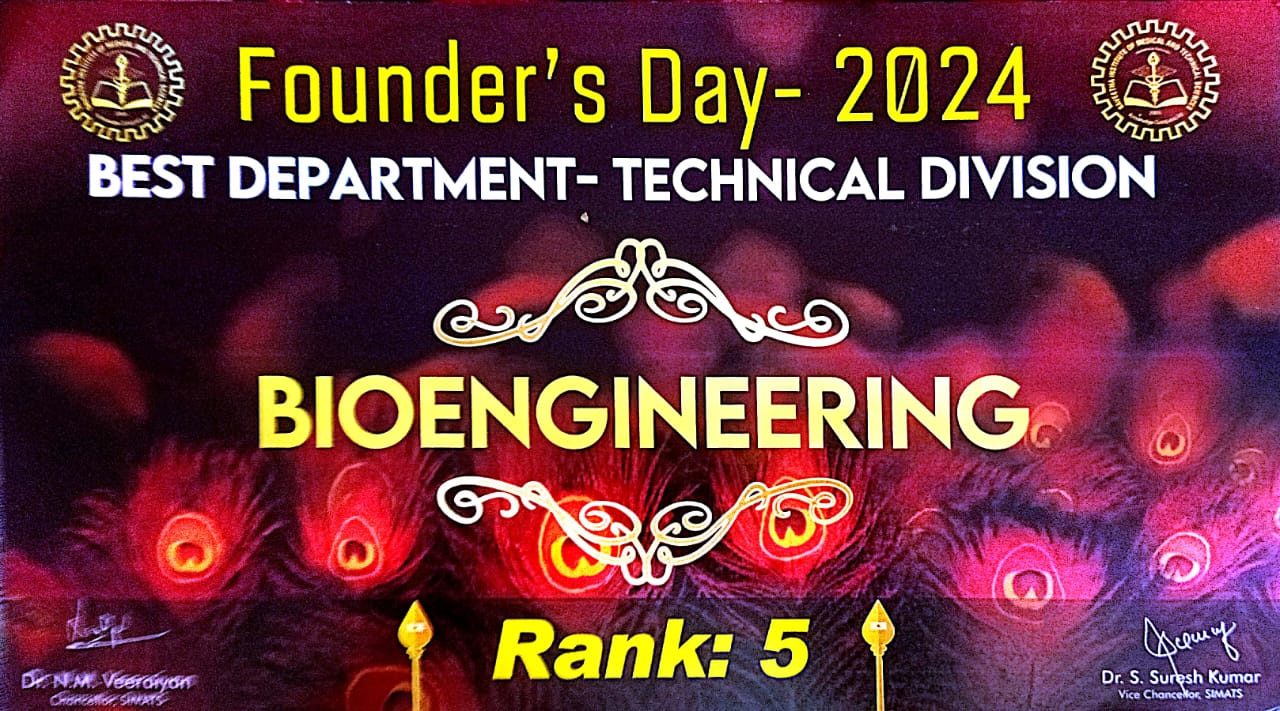 Founder's Day- 2024
BEST DEPARTMENT- TECHNICAL DIVISION
BIOENGINEERING
Rank: 5
Dr. N.M. Veeraiyan
Chancellor, SIMATS
Dr. S. Suresh Kumar
Vice Chancellor, SIMATS